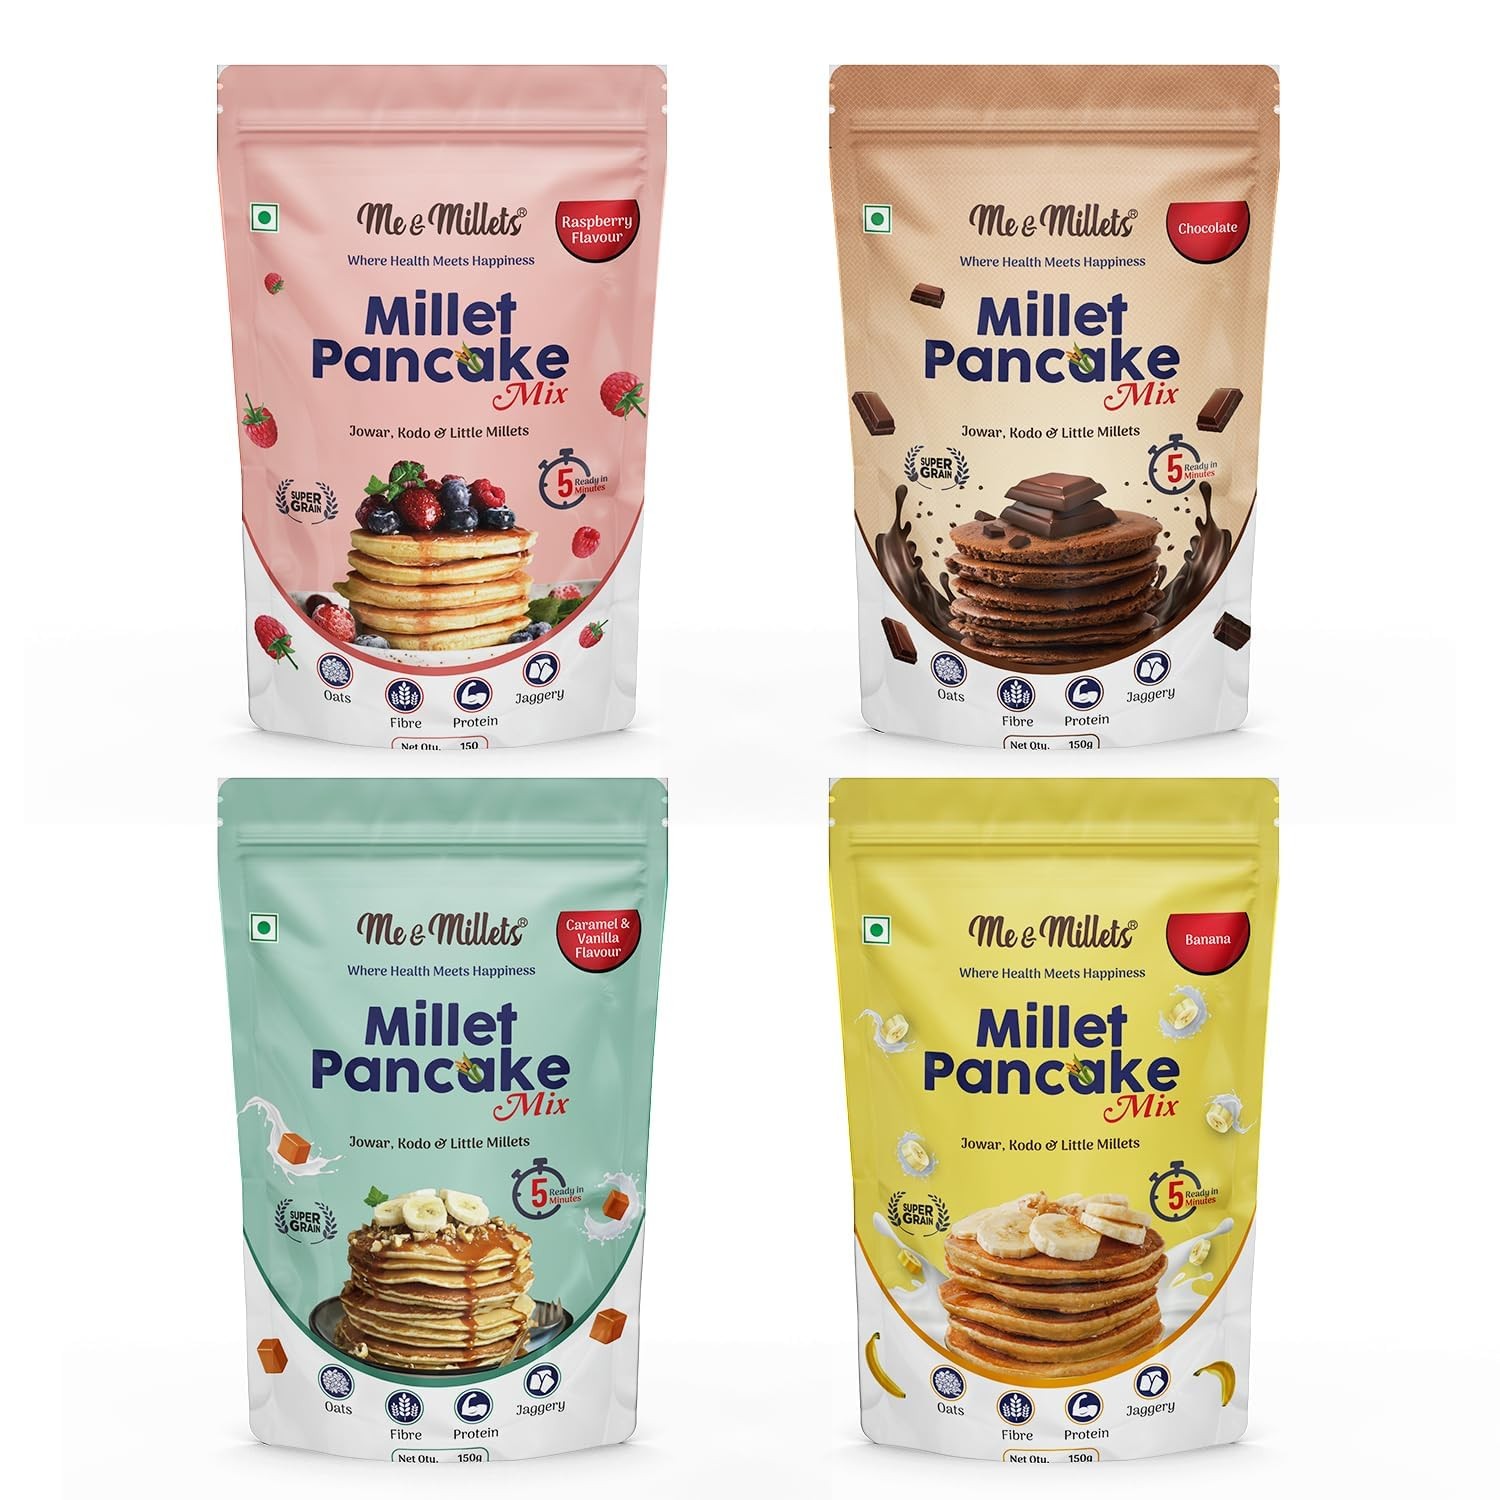 Me & Millets®
Raspberry
Flavour
Where Health Meets Happiness
Millet
Pancake
Mix
Jowar, Kodo & Little Millets
SUPER
GRAIN
5 Ready in
Minutes
Oats
Fibre
Protein
Jaggery
Net Qty. 150
Me & Millets®
Chocolate
Where Health Meets Happiness
Millet
Pancake
Mix
Jowar, Kodo & Little Millets
SUPER
GRAIN
5 Ready in
Minutes
Oats
Fibre
Protein
Jaggery
Net Qty. 150g
Me & Millets®
Caramel &
Vanilla
Flavour
Where Health Meets Happiness
Millet
Pancake
Mix
Jowar, Kodo & Little Millets
SUPER
GRAIN
5 Ready in
Minutes
Oats
Fibre
Protein
Jaggery
Net Qty. 150g
Me & Millets®
Banana
Where Health Meets Happiness
Millet
Pancake
Mix
Jowar, Kodo & Little Millets
SUPER
GRAIN
5 Ready in
Minutes
Oats
Fibre
Protein
Jaggery
Net Qty. 150g